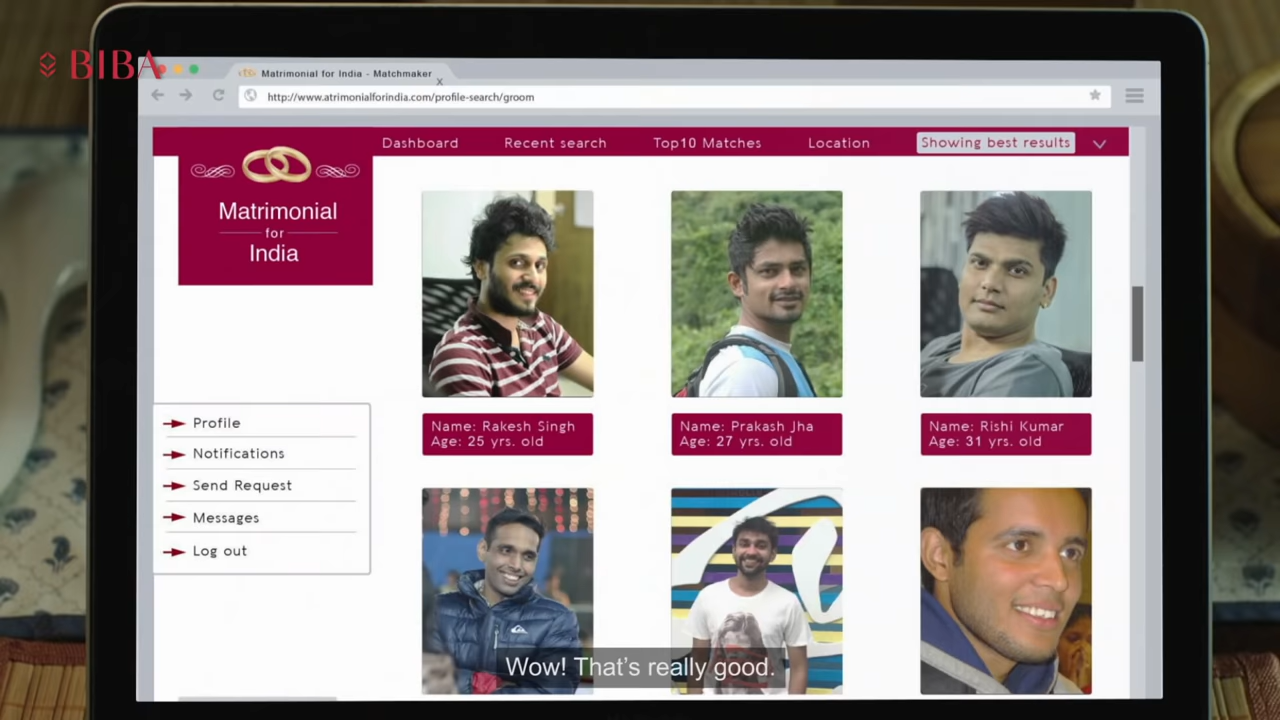 BIBA
Matrimonial for India - Matchmaker
x
http://www.atrimonialforindia.com/profile-search/groom
Dashboard
Recent search
Top10 Matches
Location
Showing best results
Matrimonial
for
India
Name: Rakesh Singh
Age: 25 yrs. old
Name: Prakash Jha
Age: 27 yrs. old
Name: Rishi Kumar
Age: 31 yrs. old
Profile
Notifications
Send Request
Messages
Log out
Wow! That's really good.